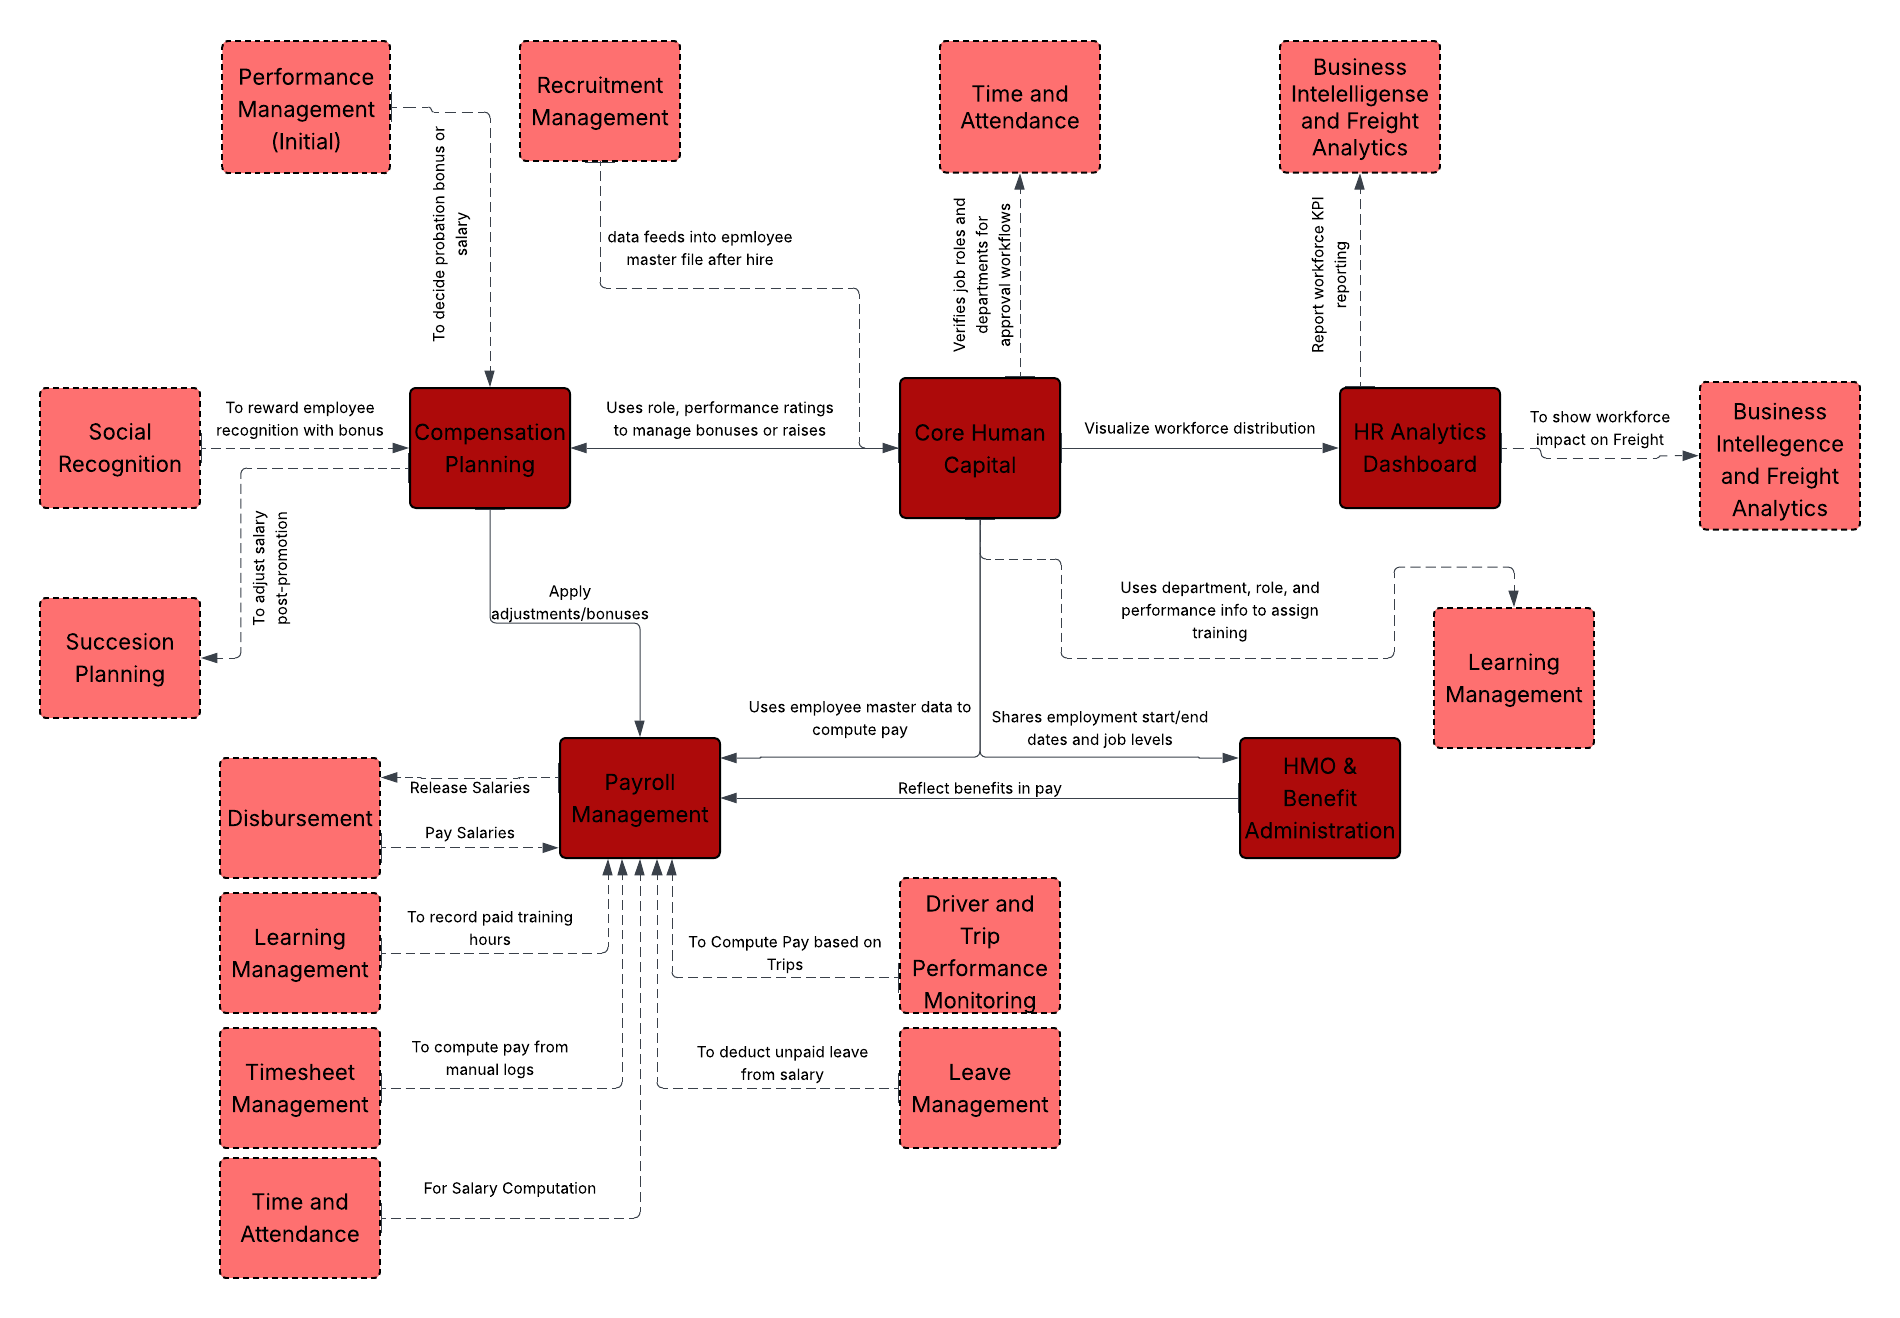 Performance
Management
(Initial)
Recruitment
Management
Time and
Attendance
Business
Intelelligense
and Freight
Analytics
To decide probation bonus or
salary
data feeds into epmloyee
master file after hire
Verifies job roles and
departments for
approval workflows
Report workforce KPI
reporting
Social
Recognition
To reward employee
recognition with bonus
Compensation
Planning
Uses role, performance ratings
to manage bonuses or raises
Core Human
Capital
Visualize workforce distribution
HR Analytics
Dashboard
To show workforce
impact on Freight
Business
Intellegence
and Freight
Analytics
To adjust salary
post-promotion
Succesion
Planning
Apply
adjustments/bonuses
Uses department, role, and
performance info to assign
training
Learning
Management
Uses employee master data to
compute pay
Shares employment start/end
dates and job levels
Disbursement
Release Salaries
Pay Salaries
Payroll
Management
Reflect benefits in pay
HMO &
Benefit
Administration
Learning
Management
To record paid training
hours
To Compute Pay based on
Trips
Driver and
Trip
Performance
Monitoring
Timesheet
Management
To compute pay from
manual logs
To deduct unpaid leave
from salary
Leave
Management
Time and
Attendance
For Salary Computation